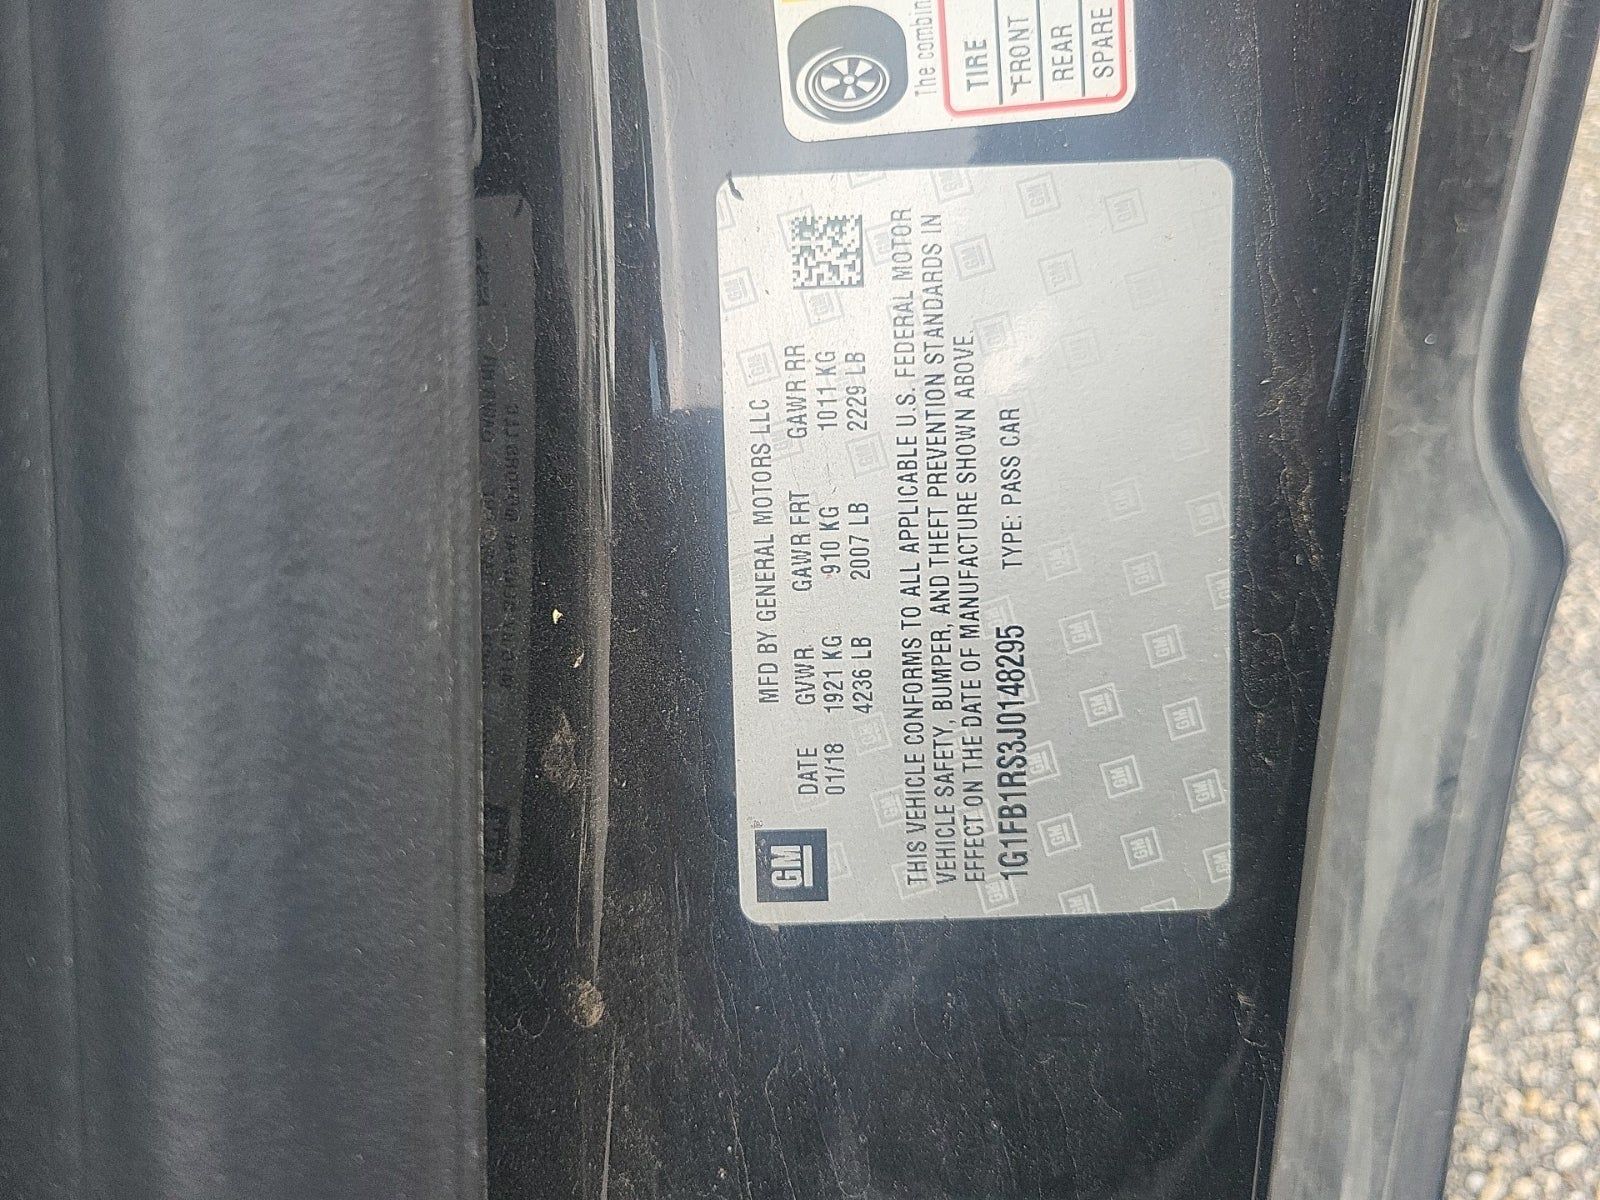 The combin
TIRE
FRONT
REAR
SPARE
GM
MFD BY GENERAL MOTORS LLC
DATE GVWR GAWR FRT GAWR RR
01/18 1921 KG 910 KG 1011 KG
4236 LB 2007 LB 2229 LB
THIS VEHICLE CONFORMS TO ALL APPLICABLE U.S. FEDERAL MOTOR
VEHICLE SAFETY, BUMPER, AND THEFT PREVENTION STANDARDS IN
EFFECT ON THE DATE OF MANUFACTURE SHOWN ABOVE.
1G1FB1RS3J0148295 TYPE: PASS CAR